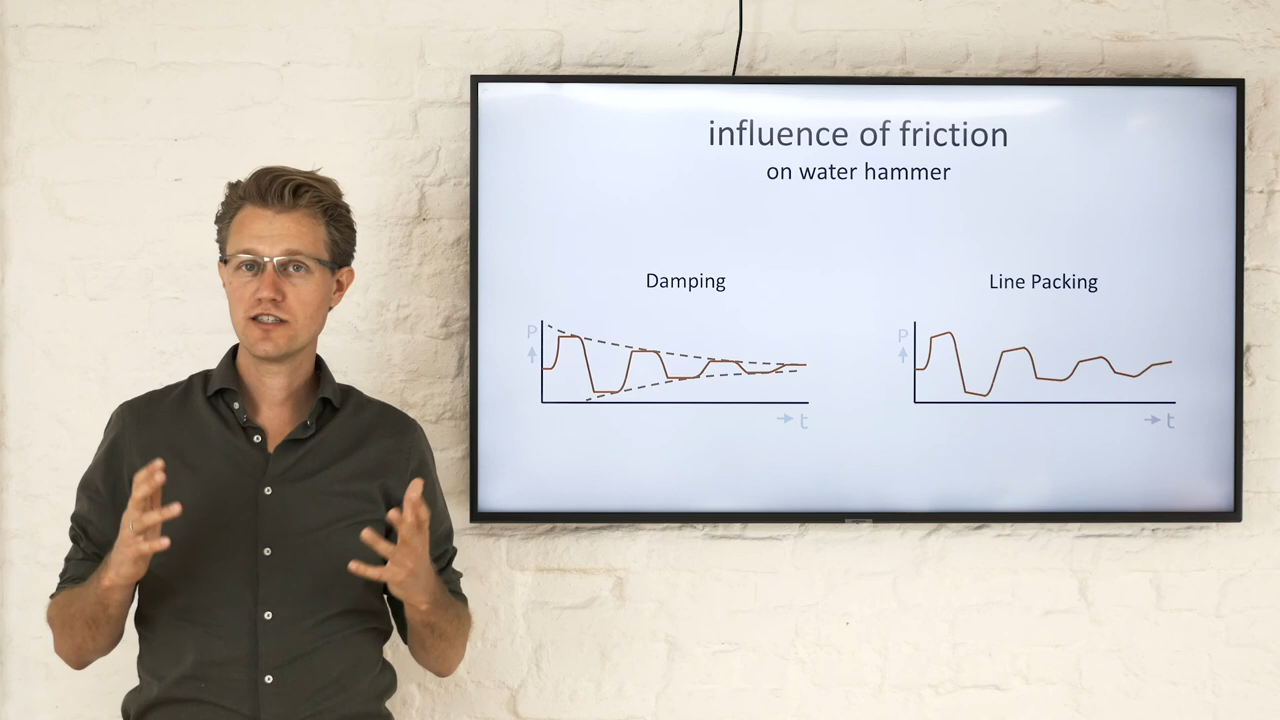 influence of friction
on water hammer
Damping
Line Packing
P
t
P
t